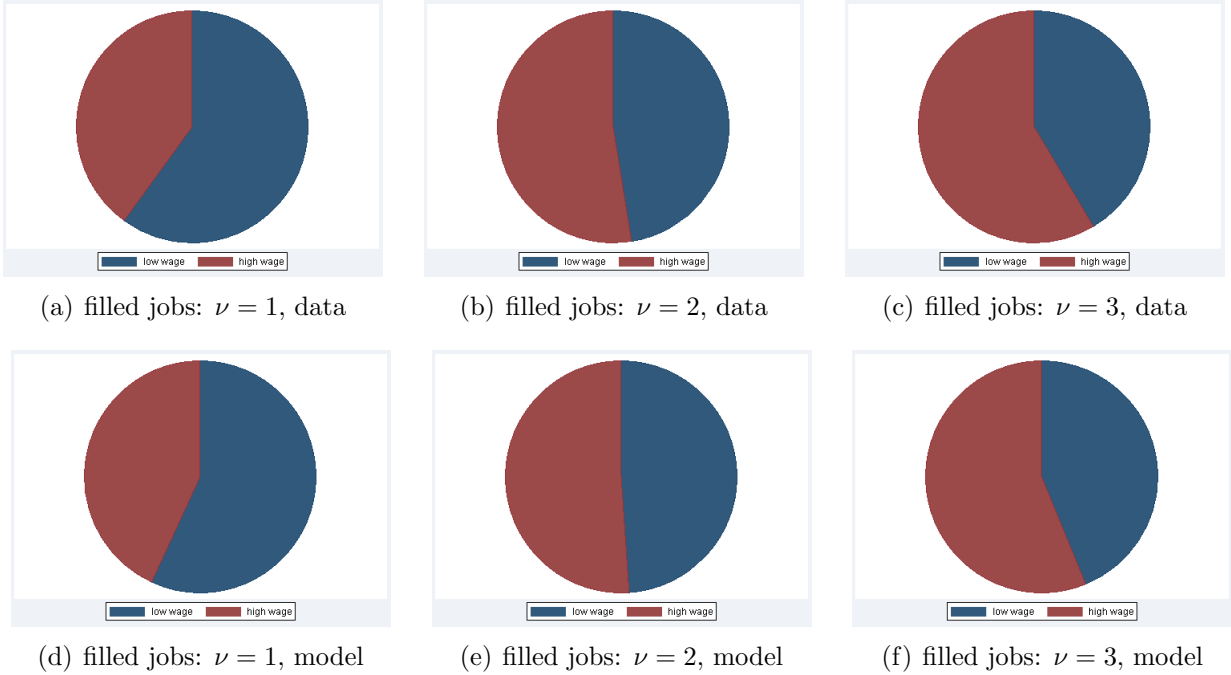 low wage high wage
low wage high wage
low wage high wage
(a) filled jobs: ν = 1, data
(b) filled jobs: ν = 2, data
(c) filled jobs: ν = 3, data
low wage high wage
low wage high wage
low wage high wage
(d) filled jobs: ν = 1, model
(e) filled jobs: ν = 2, model
(f) filled jobs: ν = 3, model